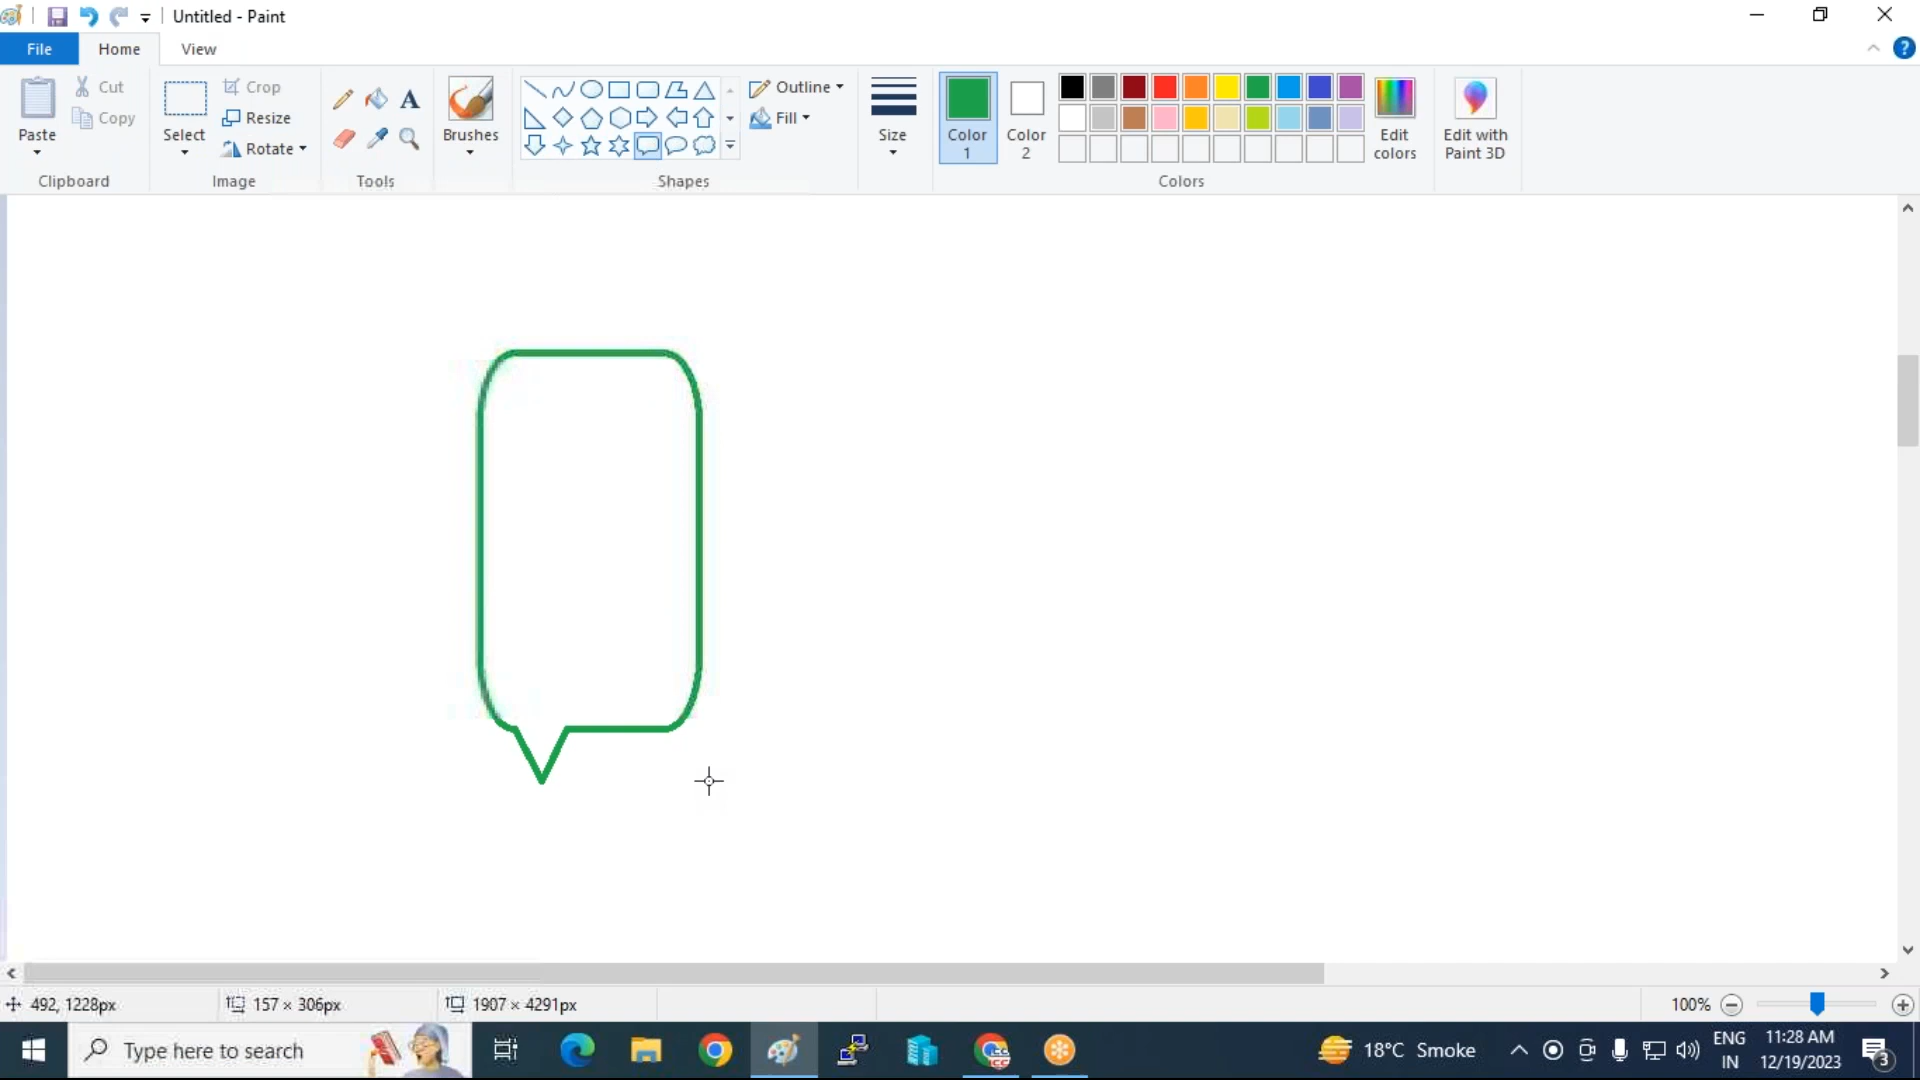 Untitled - Paint
File Home View
Paste Cut Copy Select Crop Resize Rotate A Brushes Outline Fill Size Color 1 Color 2 Edit colors Edit with Paint 3D
Clipboard Image Tools Shapes Colors
492, 1228px 157 × 306px 1907 × 4291px 100%
Type here to search 18°C Smoke ENG IN 11:28 AM 12/19/2023 3